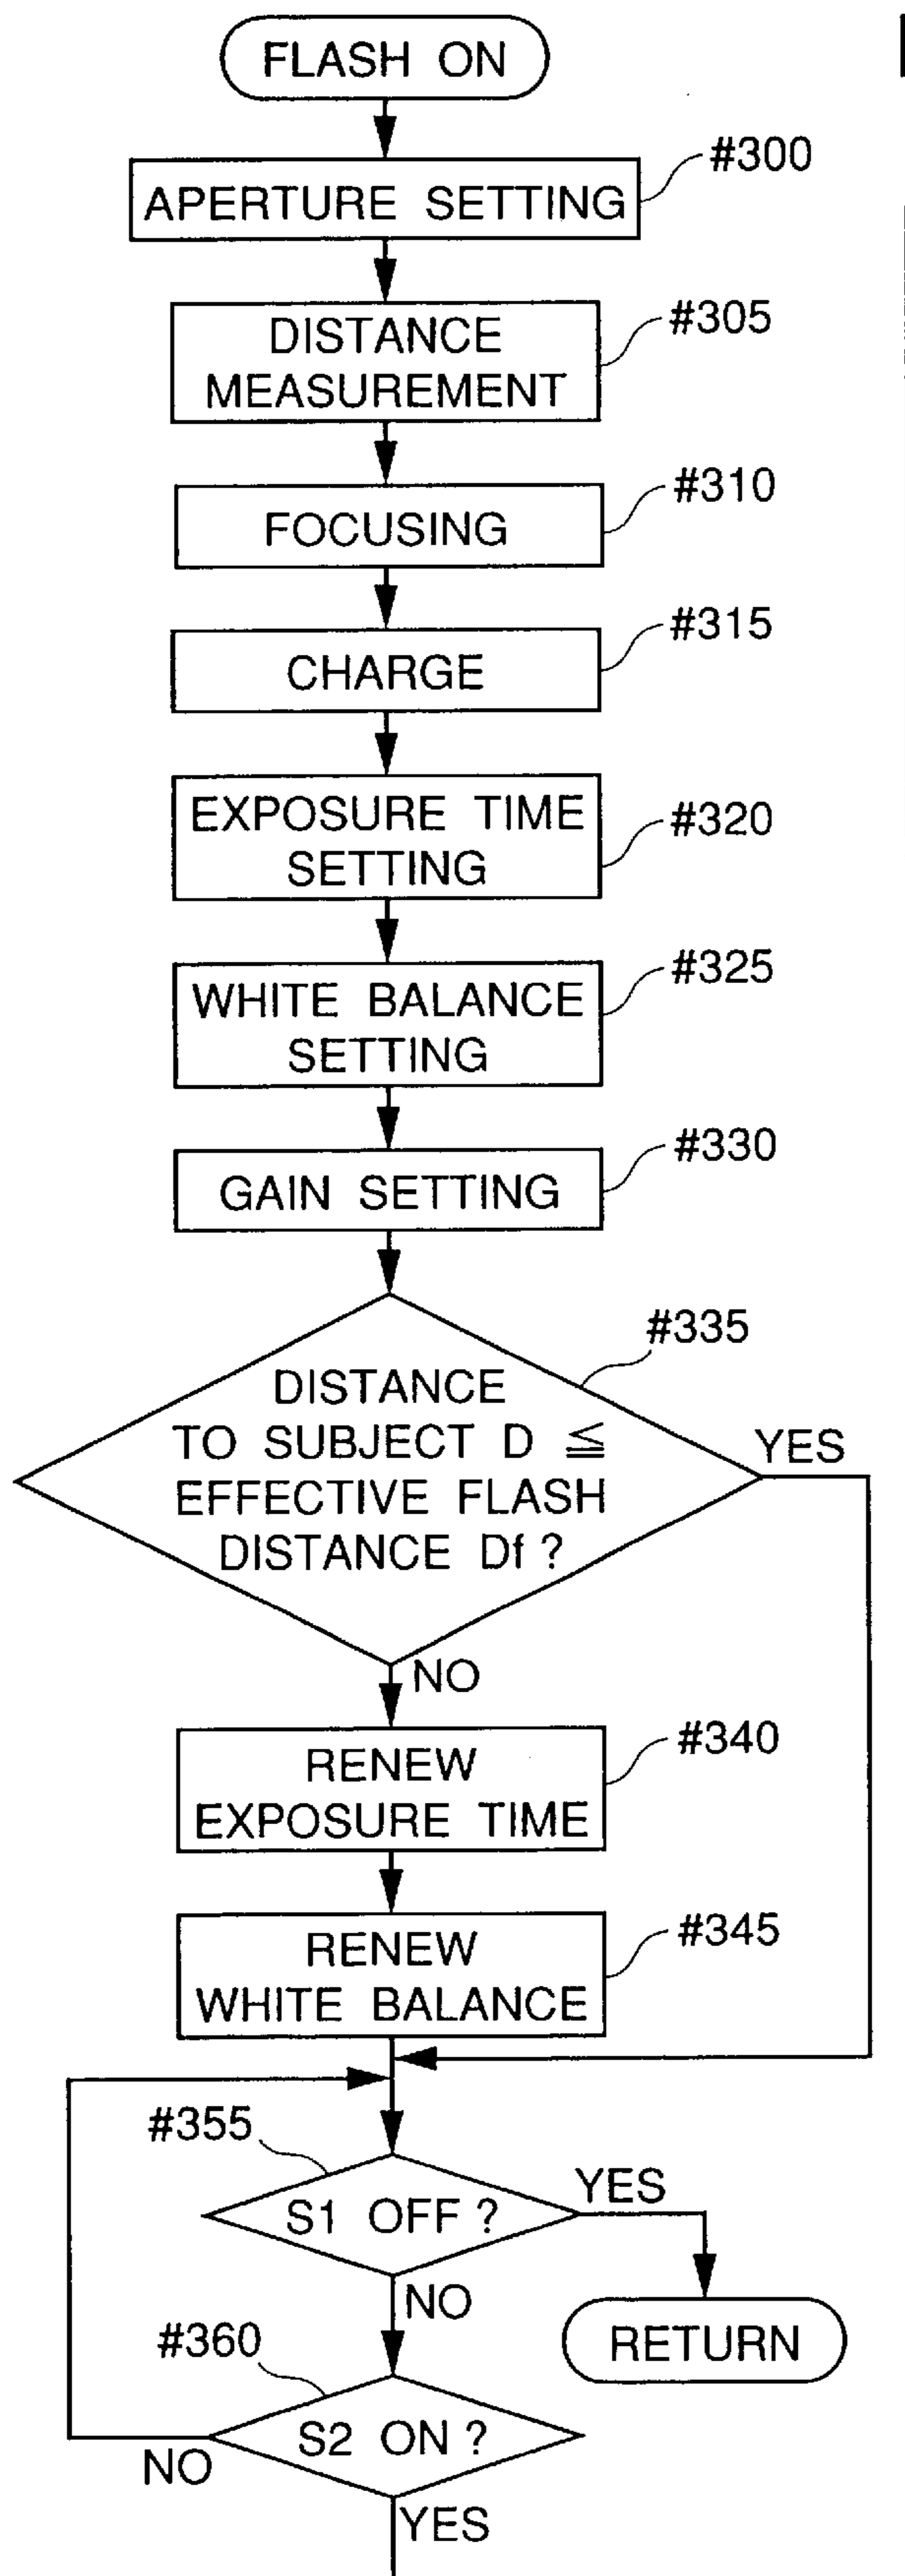 FLASH ON
#300
APERTURE SETTING
#305
DISTANCE
MEASUREMENT
#310
FOCUSING
#315
CHARGE
#320
EXPOSURE TIME
SETTING
#325
WHITE BALANCE
SETTING
#330
GAIN SETTING
#335
DISTANCE
TO SUBJECT D ≦
EFFECTIVE FLASH
DISTANCE Df ?
YES
NO
#340
RENEW
EXPOSURE TIME
#345
RENEW
WHITE BALANCE
#355
S1 OFF ?
YES
NO
RETURN
#360
S2 ON ?
NO
YES